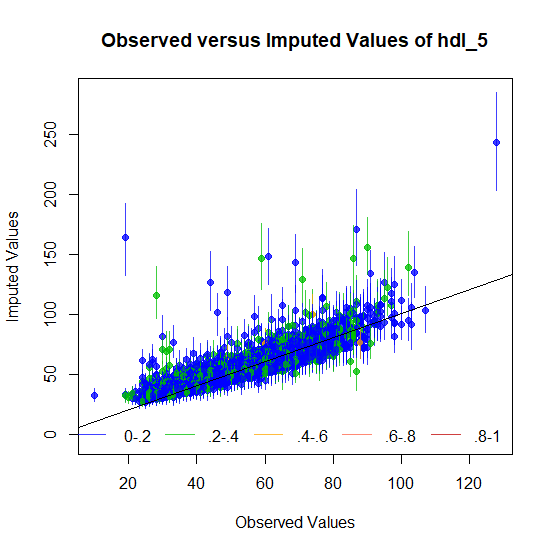 Observed versus Imputed Values of hdl_5
Imputed Values
250
200
150
100
50
0
0-.2 .2-.4 .4-.6 .6-.8 .8-1
20 40 60 80 100 120
Observed Values